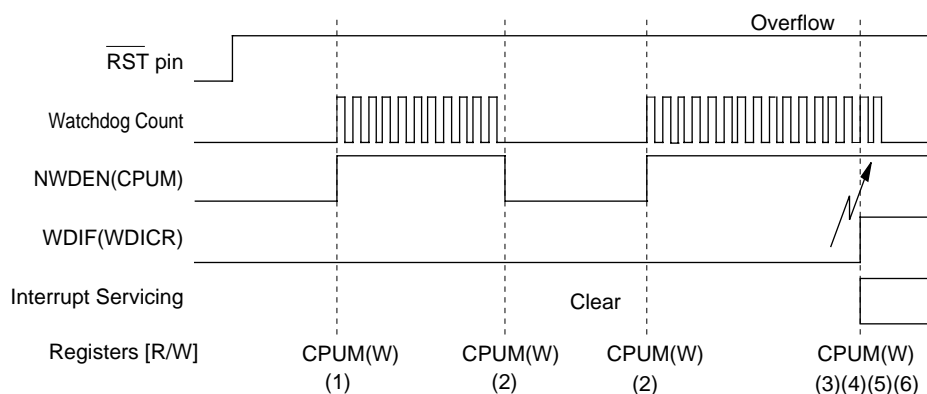 Overflow
RST pin
Watchdog Count
NWDEN(CPUM)
WDIF(WDICR)
Interrupt Servicing
Clear
Registers [R/W]
CPUM(W) CPUM(W) CPUM(W) CPUM(W)
(1) (2) (2) (3)(4)(5)(6)